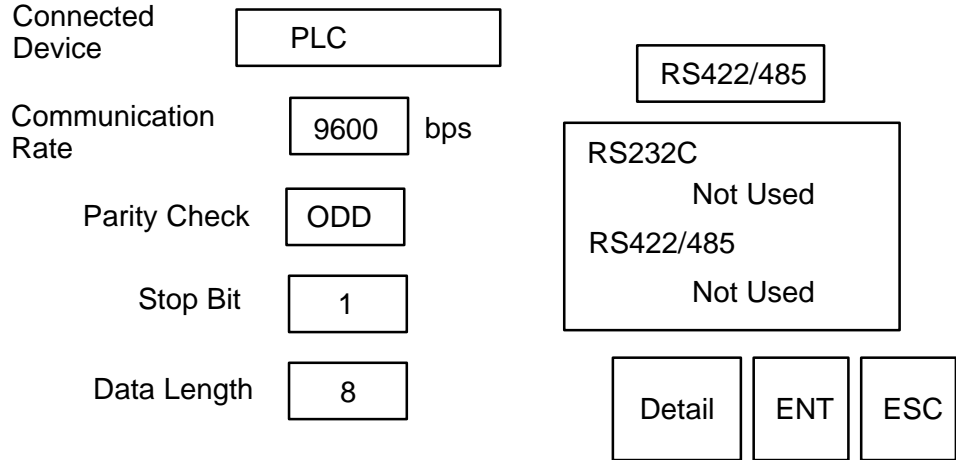 Connected
Device
PLC
Communication
Rate
9600
bps
Parity Check
ODD
Stop Bit
1
Data Length
8
RS422/485
RS232C
Not Used
RS422/485
Not Used
Detail
ENT
ESC